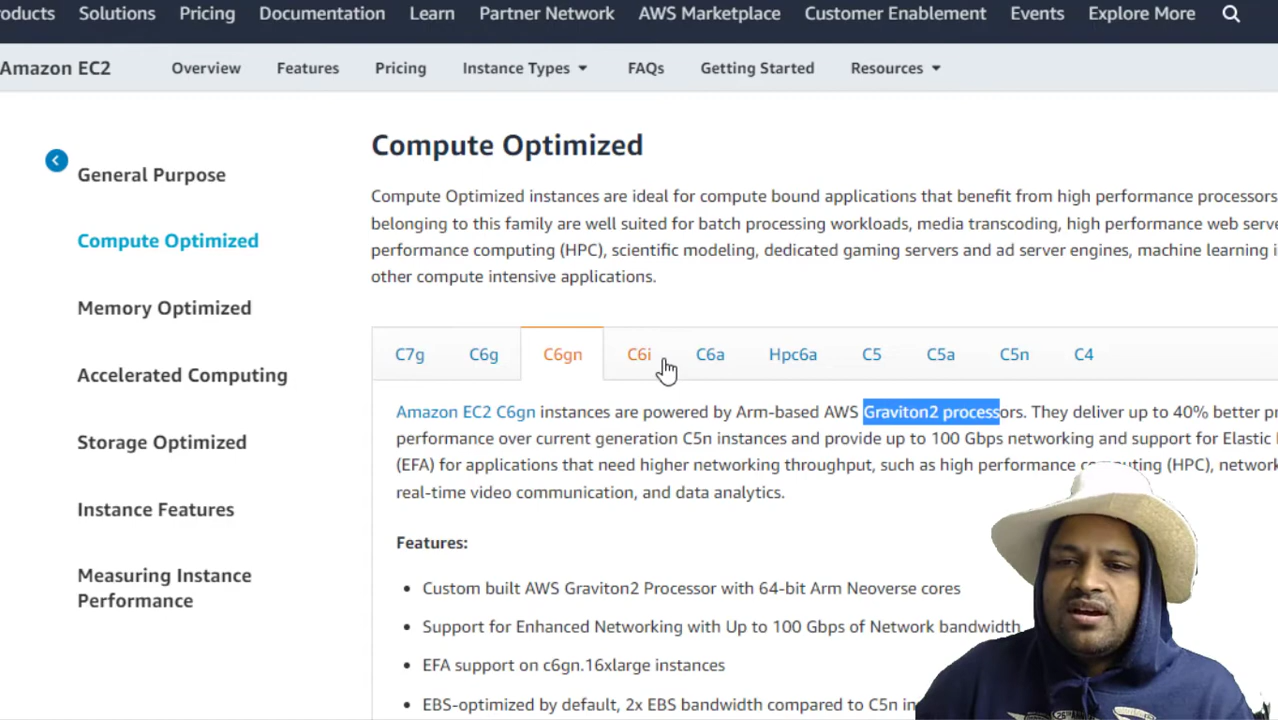 roducts Solutions Pricing Documentation Learn Partner Network AWS Marketplace Customer Enablement Events Explore More
Amazon EC2 Overview Features Pricing Instance Types FAQs Getting Started Resources
General Purpose
Compute Optimized
Memory Optimized
Accelerated Computing
Storage Optimized
Instance Features
Measuring Instance
Performance
Compute Optimized
Compute Optimized instances are ideal for compute bound applications that benefit from high performance processors
belonging to this family are well suited for batch processing workloads, media transcoding, high performance web serve
performance computing (HPC), scientific modeling, dedicated gaming servers and ad server engines, machine learning i
other compute intensive applications.
C7g C6g C6gn C6i C6a Hpc6a C5 C5a C5n C4
Amazon EC2 C6gn instances are powered by Arm-based AWS Graviton2 processors. They deliver up to 40% better p
performance over current generation C5n instances and provide up to 100 Gbps networking and support for Elastic
(EFA) for applications that need higher networking throughput, such as high performance computing (HPC), network
real-time video communication, and data analytics.
Features:
• Custom built AWS Graviton2 Processor with 64-bit Arm Neoverse cores
• Support for Enhanced Networking with Up to 100 Gbps of Network bandwidth
• EFA support on c6gn.16xlarge instances
• EBS-optimized by default, 2x EBS bandwidth compared to C5n in